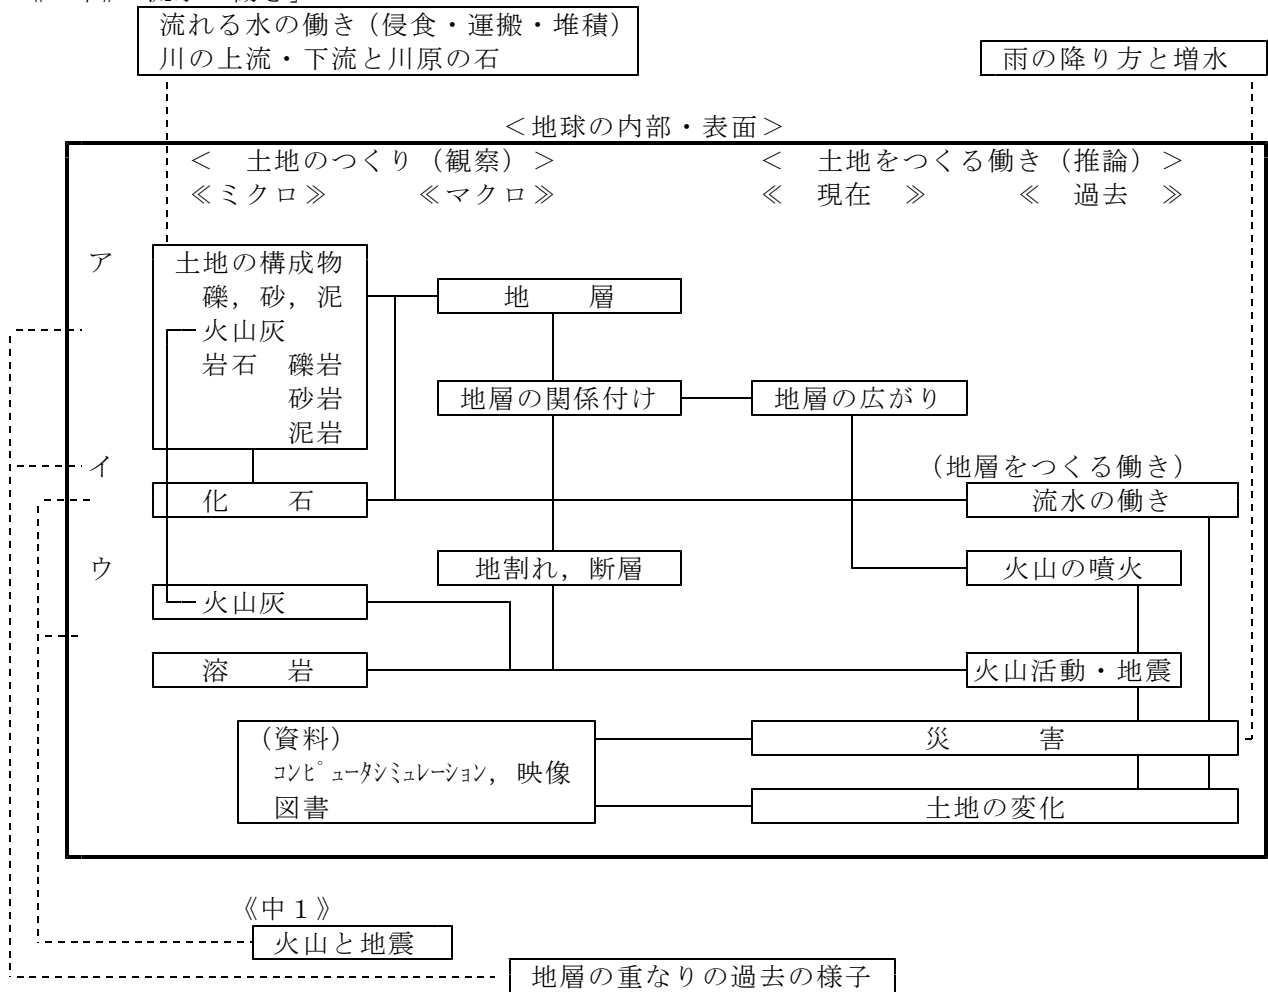 流れる水の働き（侵食・運搬・堆積）
川の上流・下流と川原の石
雨の降り方と増水
＜地球の内部・表面＞
＜　土地のつくり（観察）＞
＜　土地をつくる働き（推論）＞
≪ミクロ≫
≪マクロ≫
≪　現在　≫
≪　過去　≫
ア
土地の構成物
礫，砂，泥
火山灰
岩石　礫岩
砂岩
泥岩
地　　層
地層の関係付け
地層の広がり
イ
（地層をつくる働き）
化　　石
流水の働き
ウ
地割れ，断層
火山の噴火
火山灰
溶　　岩
火山活動・地震
（資料）
ｺﾝﾋﾟｭｰﾀｼﾐｭﾚｰｼｮﾝ，映像
図書
災　　　害
土地の変化
《中１》
火山と地震
地層の重なりの過去の様子